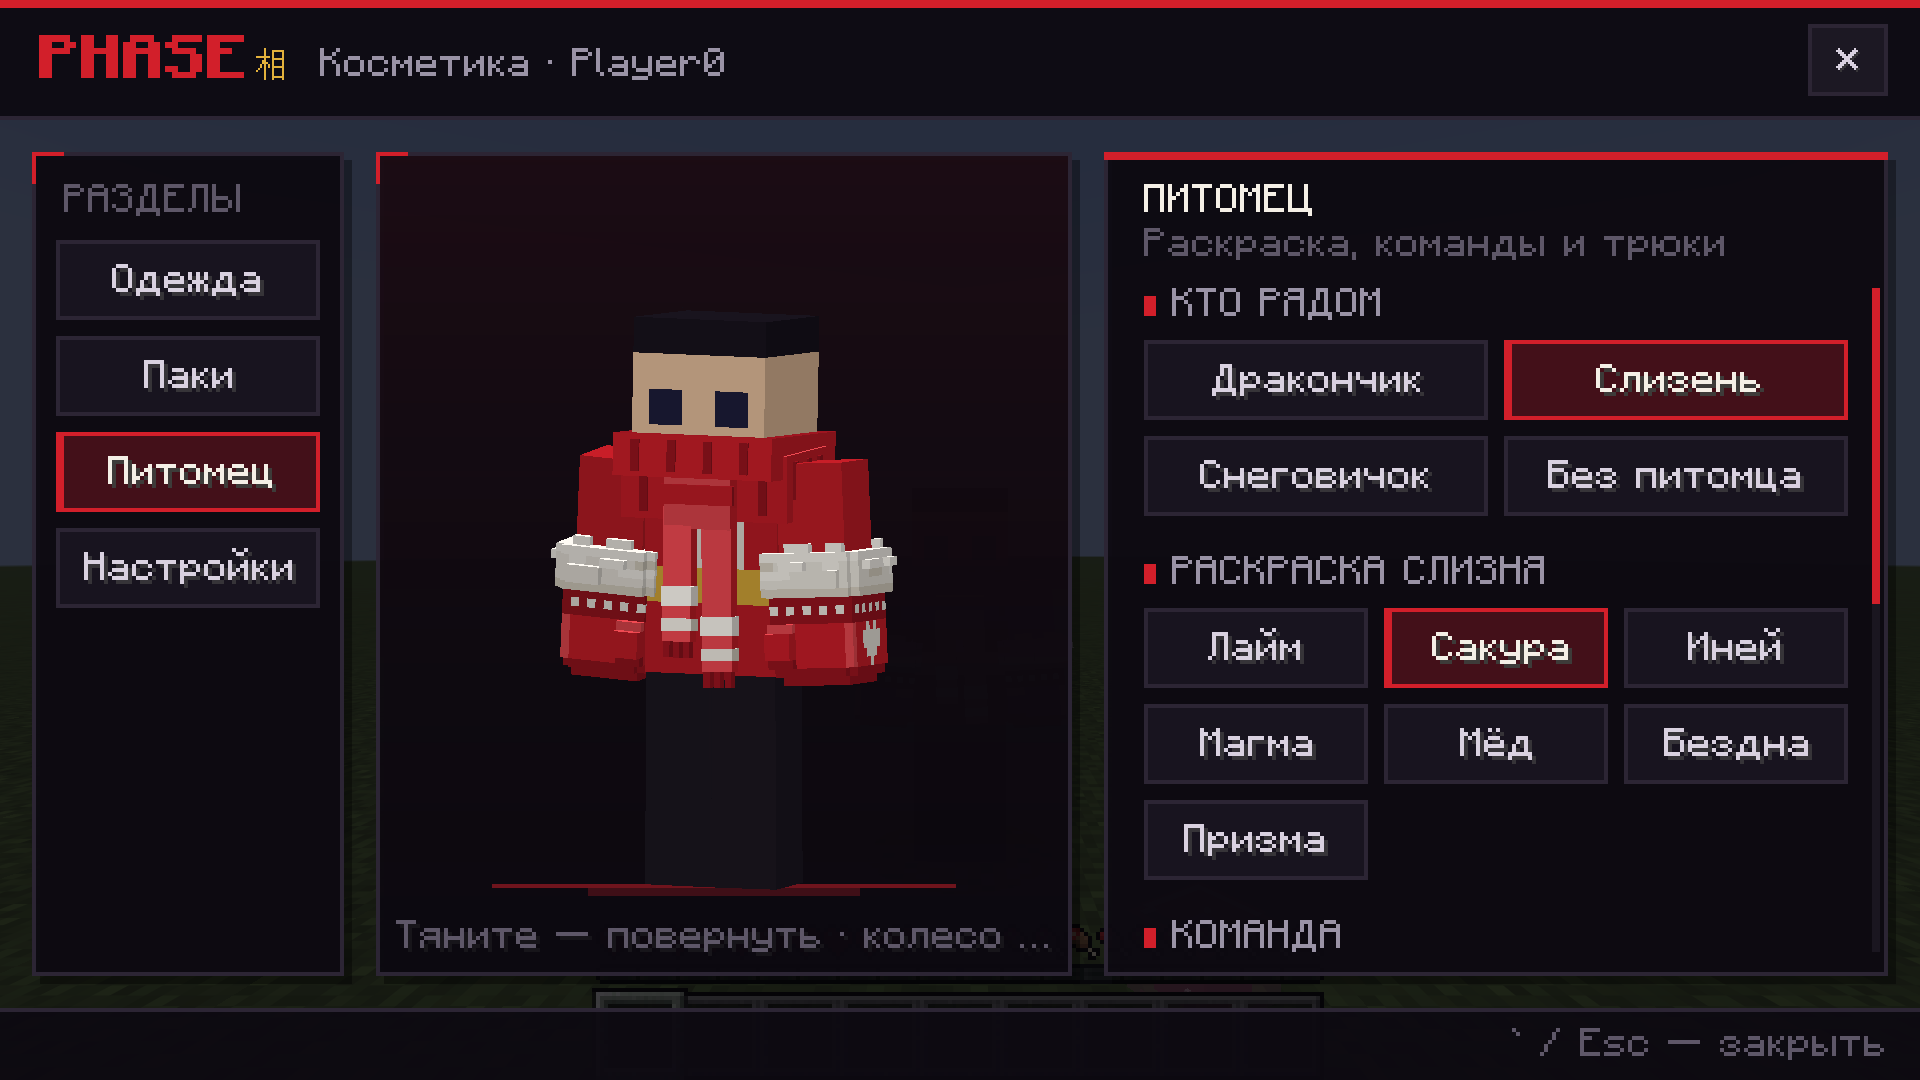 PHASE 相 Косметика · Player0
×
РАЗДЕЛЫ
Одежда
Паки
Питомец
Настройки
Тяните — повернуть · колесо ...
ПИТОМЕЦ
Раскраска, команды и трюки
КТО РЯДОМ
Дракончик
Слизень
Снеговичок
Без питомца
РАСКРАСКА СЛИЗНЯ
Лайм
Сакура
Иней
Магма
Мёд
Бездна
Призма
КОМАНДА
` / Esc — закрыть